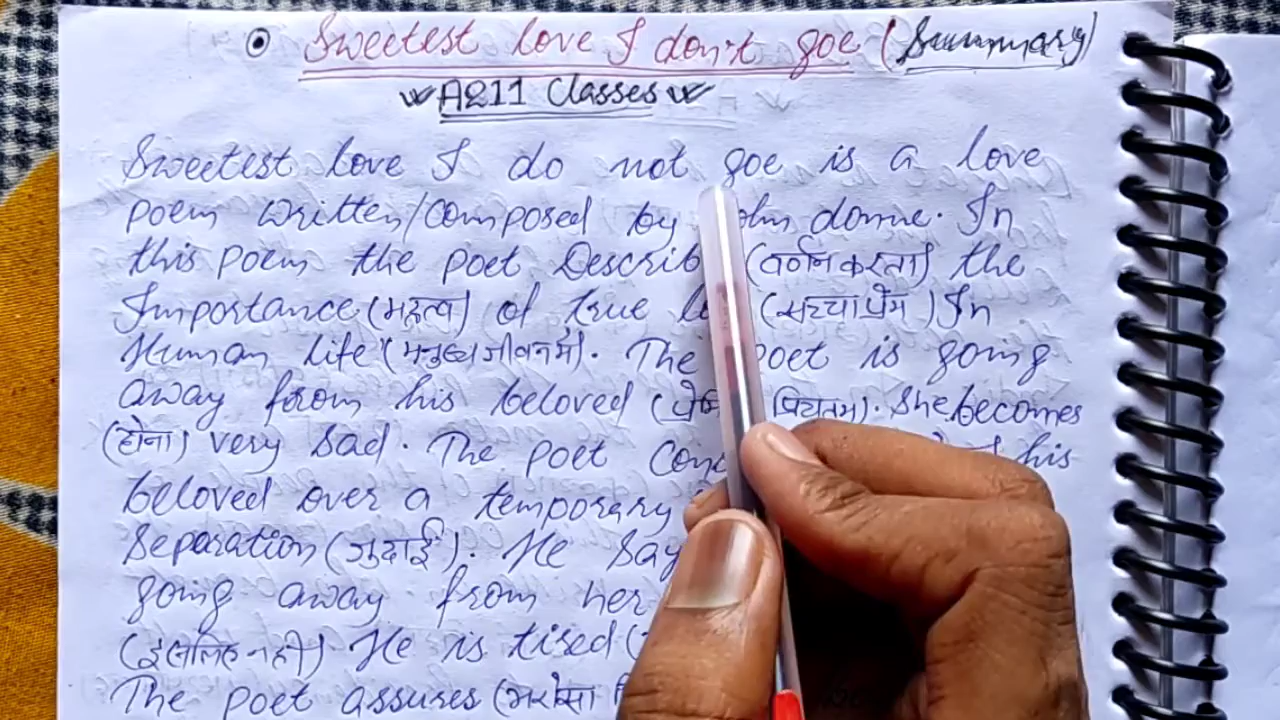 Sweetest love I don't goe (Summary)
A211 Classes
Sweetest love I do not goe is a love
poem written/composed by John donne. In
this poem the poet Describ (वर्णन करता) the
Importance (महत्व) of true lo (सच्चा प्रेम) In
Human life (मनुष्य जीवन में). The poet is going
away from his beloved प्रियतम). She becomes
(होना) very sad. The poet his
beloved over a temporary
Separation (जुदाई). He say
going away from her
(इसलिए नही) He is tired
The poet assures (भरोसा